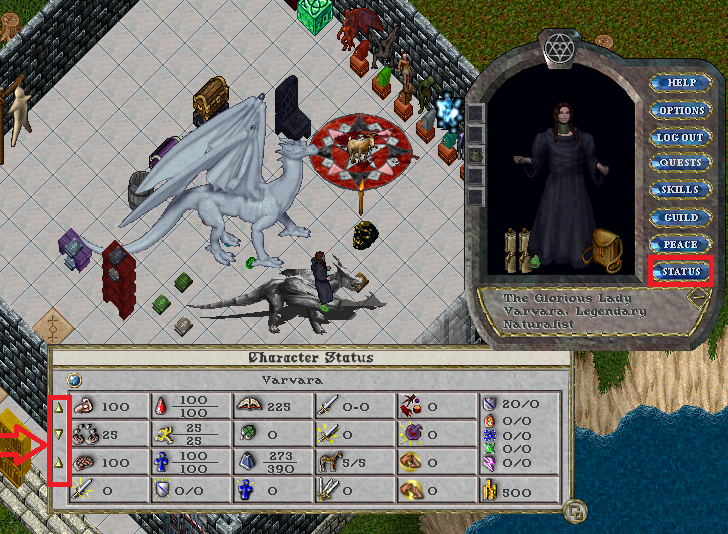 HELP
OPTIONS
LOG OUT
QUESTS
SKILLS
GUILD
PEACE
STATUS
The Glorious Lady
Varvara, Legendary
Naturalist
Character Status
Varvara
100 100/100 225 0-0 0 20/0
0/0
25 25/25 0 0 0 0/0
0/0
100 100/100 273/390 5/5 0 0/0
0 0/0 0 0 0 500